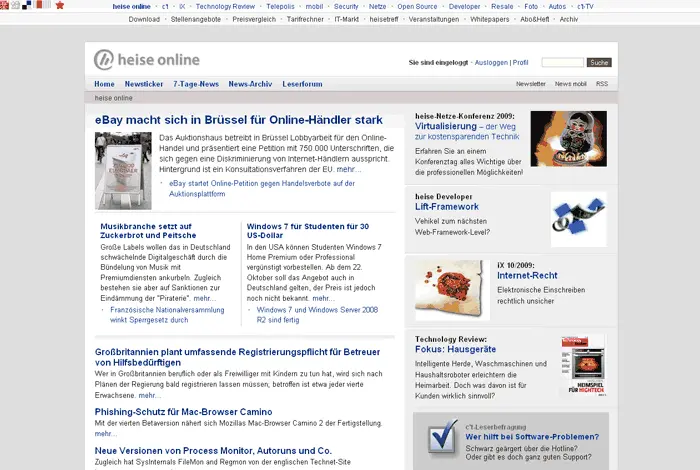 heise online · c't · iX · Technology Review · Telepolis · mobil · Security · Netze · Open Source · Developer · Resale · Foto · Autos · c't-TV
Download · Stellenangebote · Preisvergleich · Tarifrechner · IT-Markt · heisetreff · Veranstaltungen · Whitepapers · Abo&Heft · Archiv
heise online
Sie sind eingeloggt · Ausloggen | Profil
Suche
Home Newsticker 7-Tage-News News-Archiv Leserforum
Newsletter News mobil RSS
heise online
eBay macht sich in Brüssel für Online-Händler stark
Das Auktionshaus betreibt in Brüssel Lobbyarbeit für den Online-
Handel und präsentiert eine Petition mit 750.000 Unterschriften, die
sich gegen eine Diskriminierung von Internet-Händlern ausspricht.
Hintergrund ist ein Konsultationsverfahren der EU. mehr…
eBay startet Online-Petition gegen Handelsverbote auf der
Auktionsplattform
Musikbranche setzt auf
Zuckerbrot und Peitsche
Große Labels wollen das in Deutschland
schwächelnde Digitalgeschäft durch die
Bündelung von Musik mit
Premiumdiensten ankurbeln. Zugleich
bestehen sie aber auf Sanktionen zur
Eindämmung der "Piraterie". mehr…
Französische Nationalversammlung
winkt Sperrgesetz durch
Windows 7 für Studenten für 30
US-Dollar
In den USA können Studenten Windows 7
Home Premium oder Professional
vergünstigt vorbestellen. Ab dem 22.
Oktober soll das Angebot auch in
Deutschland gelten, der Preis ist jedoch
noch nicht bekannt. mehr…
Windows 7 und Windows Server 2008
R2 sind fertig
Großbritannien plant umfassende Registrierungspflicht für Betreuer
von Hilfsbedürftigen
Wer in Großbritannien beruflich oder als Freiwilliger mit Kindern zu tun hat, wird sich nach
Plänen der Regierung bald registrieren lassen müssen; betroffen ist etwa jeder vierte
Erwachsene. mehr…
Phishing-Schutz für Mac-Browser Camino
Mit der vierten Betaversion nähert sich Mozillas Mac-Browser Camino 2 der Fertigstellung.
mehr…
Neue Versionen von Process Monitor, Autoruns und Co.
Zugleich hat SysInternals FileMon und Regmon von der englischen Technet-Site
heise-Netze-Konferenz 2009:
Virtualisierung – der Weg
zur kostensparenden Technik
Erfahren Sie an einem
Konferenztag alles Wichtige über
die professionellen Möglichkeiten!
heise Developer
Lift-Framework
Vehikel zum nächsten
Web-Framework-Level?
iX 10/2009:
Internet-Recht
Elektronische Einschreiben
rechtlich unsicher
Technology Review:
Fokus: Hausgeräte
Intelligente Herde, Waschmaschinen und
Haushaltsroboter erleichtern die
Heimarbeit. Doch was davon ist für
Kunden wirklich sinnvoll?
HEIMSPIEL
FÜR HIGHTECH
c't-Leserbefragung
Wer hilft bei Software-Problemen?
Schwarz geärgert über die Hotline?
Oder gibt es doch ganz guten Support?